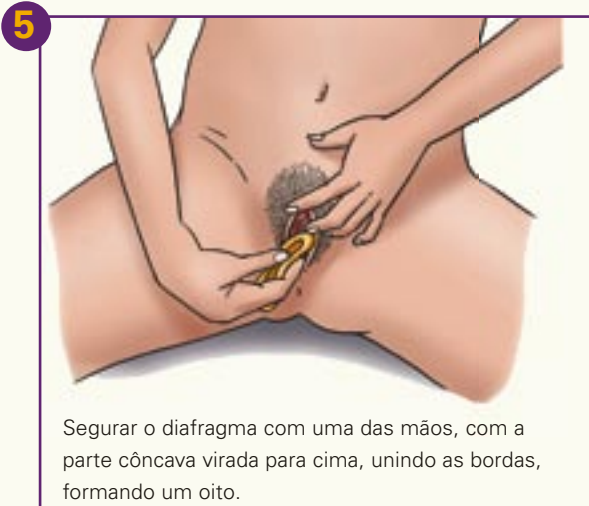 5
Segurar o diafragma com uma das mãos, com a
parte côncava virada para cima, unindo as bordas,
formando um oito.